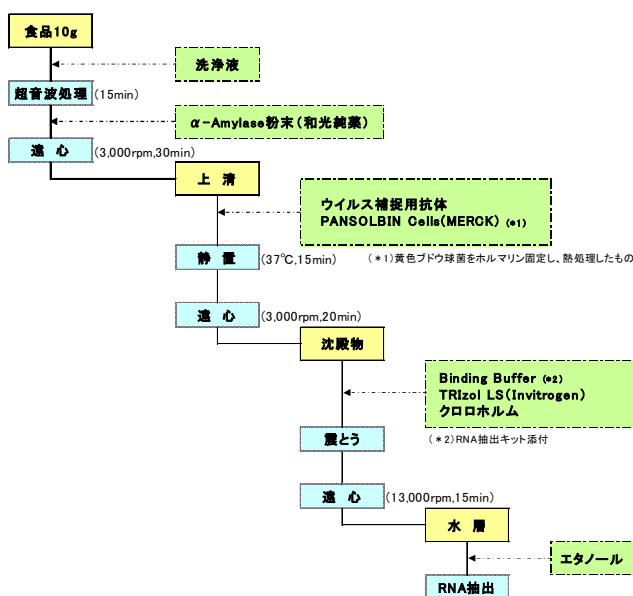 食品10g
洗浄液
超音波処理(15min)
α-Amylase粉末(和光純薬)
遠 心(3,000rpm,30min)
上 清
ウイルス補捉用抗体
PANSOLBIN Cells(MERCK) (*1)
静 置(37℃,15min)
(*1)黄色ブドウ球菌をホルマリン固定し、熱処理したもの
遠 心(3,000rpm,20min)
沈殿物
Binding Buffer (*2)
TRIzol LS(Invitrogen)
クロロホルム
(*2)RNA抽出キット添付
震とう
遠 心(13,000rpm,15min)
水 層
エタノール
RNA抽出